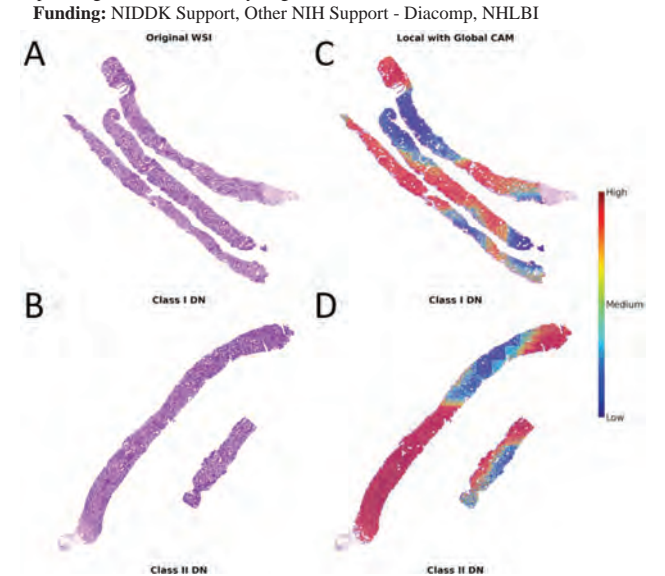 Funding: NIDDK Support, Other NIH Support - Diacomp, NHLBI
Original WSI
Local with Global CAM
A
C
High
Medium
Low
Class I DN
Class I DN
B
D
Class II DN
Class II DN